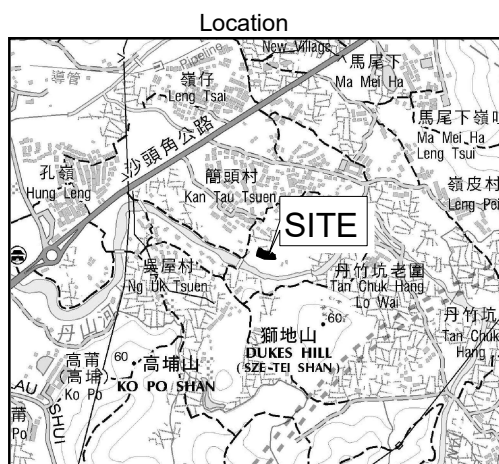 Location
New Village
Pipeline
導管
嶺仔
Leng Tsai
馬尾下
Ma Mei Ha
馬尾下嶺咀
Ma Mei Ha
Leng Tsui
沙頭角公路
孔嶺
Hung Leng
簡頭村
Kan Tau Tsuen
嶺皮村
Leng Pei
SITE
吳屋村
Ng Uk Tsuen
丹竹坑老圍
Tan Chuk Hang
Lo Wai
丹山河
獅地山
60
DUKES HILL
(SZE-TEI SHAN)
丹竹坑
Tan Chuk
Hang
高莆
(高埔)
Ko Po
60
高埔山
KO PO SHAN
AU
SHUI
莆
Po